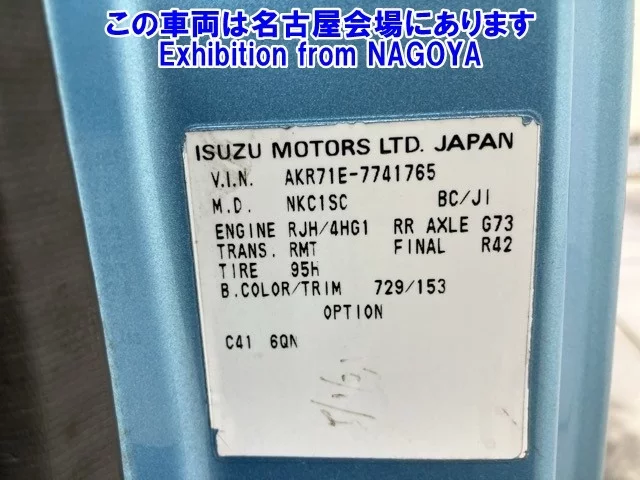 この車両は名古屋会場にあります
Exhibition from NAGOYA
ISUZU MOTORS LTD. JAPAN
V.I.N. AKR71E-7741765
M.D. NKC1SC BC/JI
ENGINE RJH/4HG1 RR AXLE G73
TRANS. RMT FINAL R42
TIRE 95H
B.COLOR/TRIM 729/153
OPTION
C41 6QN